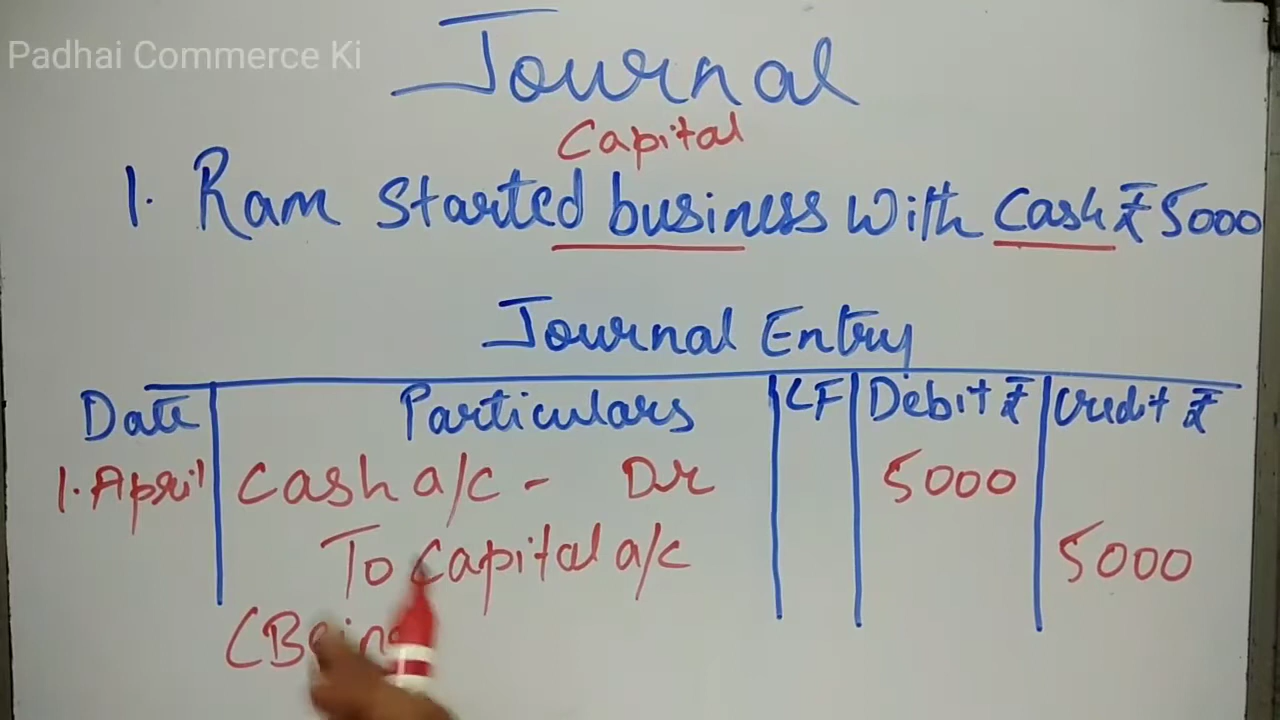 Padhai Commerce Ki
Journal
Capital
1. Ram Started business with Cash ₹ 5000
Journal Entry
Date Particulars LF Debit ₹ Credit ₹
1. April Cash a/c - Dr 5000
To Capital a/c 5000
(Being